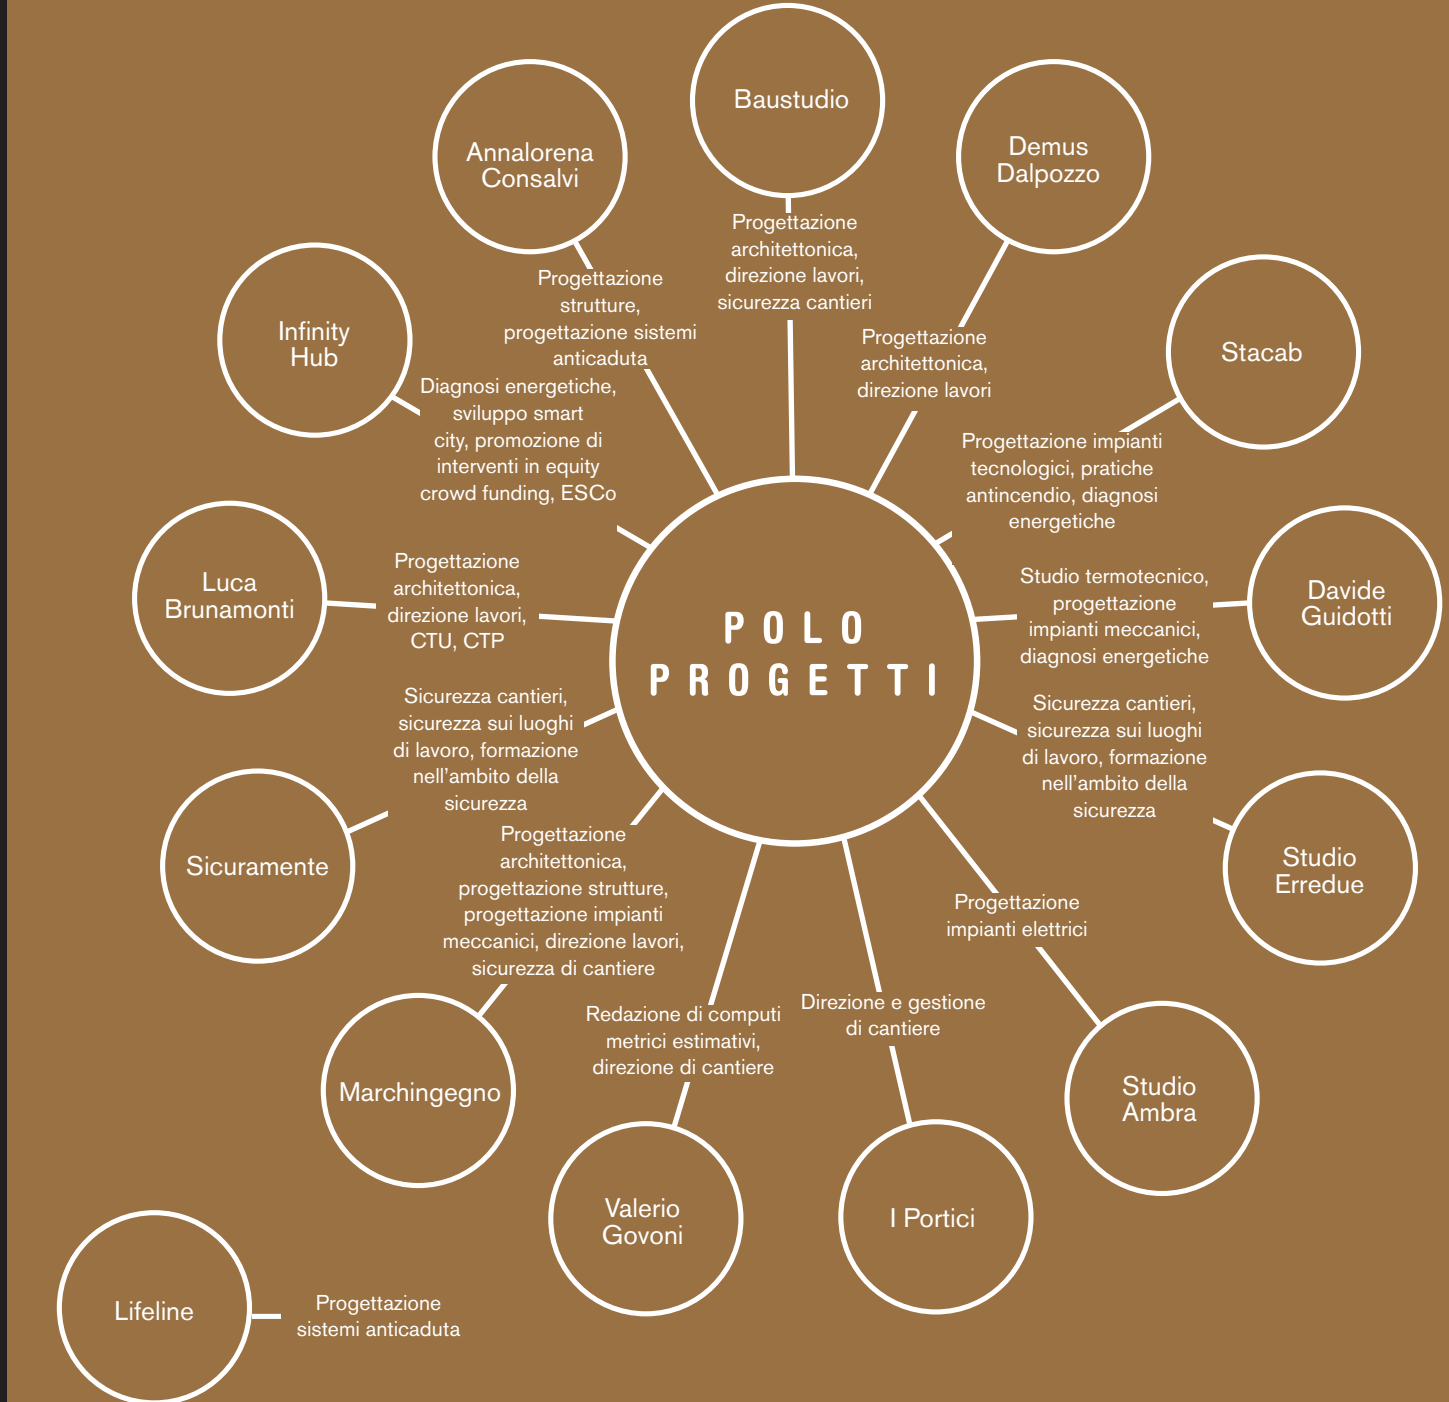 Baustudio
Annalorena
Consalvi
Demus
Dalpozzo
Progettazione
architettonica,
direzione lavori,
sicurezza cantieri
Progettazione
strutture,
progettazione sistemi
anticaduta
Infinity
Hub
Progettazione
architettonica,
direzione lavori
Stacab
Diagnosi energetiche,
sviluppo smart
city, promozione di
interventi in equity
crowd funding, ESCo
Progettazione impianti
tecnologici, pratiche
antincendio, diagnosi
energetiche
Luca
Brunamonti
Progettazione
architettonica,
direzione lavori,
CTU, CTP
POLO
PROGETTI
Studio termotecnico,
progettazione
impianti meccanici,
diagnosi energetiche
Davide
Guidotti
Sicurezza cantieri,
sicurezza sui luoghi
di lavoro, formazione
nell'ambito della
sicurezza
Sicurezza cantieri,
sicurezza sui luoghi
di lavoro, formazione
nell'ambito della
sicurezza
Sicuramente
Studio
Erredue
Progettazione
architettonica,
progettazione strutture,
progettazione impianti
meccanici, direzione lavori,
sicurezza di cantiere
Progettazione
impianti elettrici
Marchingegno
Redazione di computi
metrici estimativi,
direzione di cantiere
Direzione e gestione
di cantiere
Studio
Ambra
Valerio
Govoni
I Portici
Lifeline
Progettazione
sistemi anticaduta